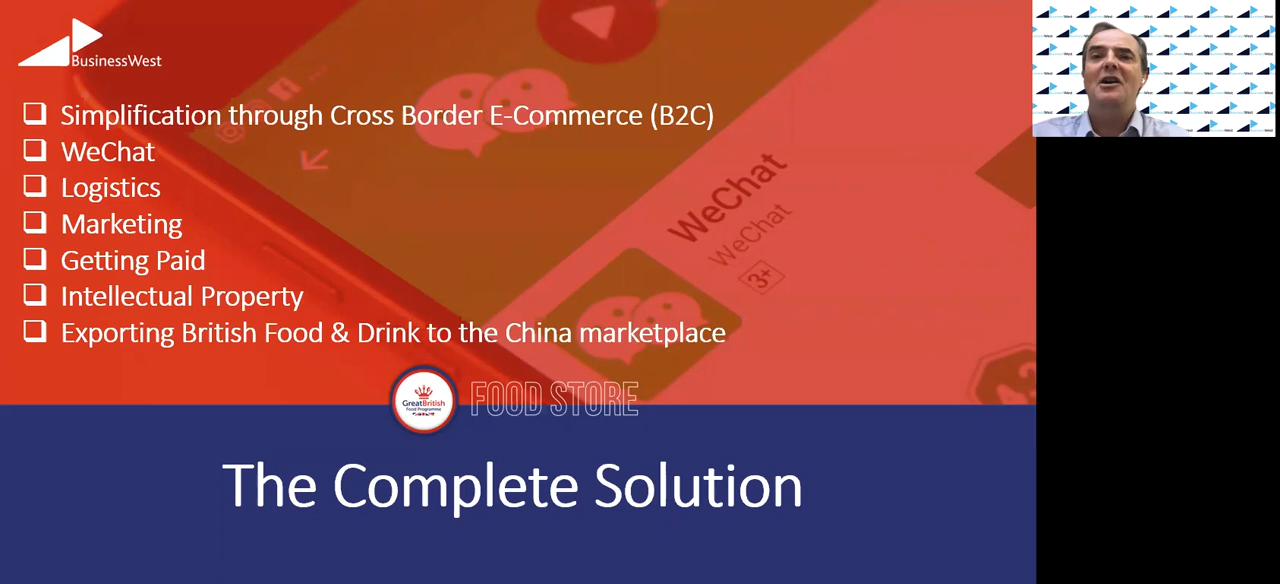 BusinessWest
Simplification through Cross Border E-Commerce (B2C)
WeChat
Logistics
Marketing
Getting Paid
Intellectual Property
Exporting British Food & Drink to the China marketplace
WeChat
WeChat
3+
GreatBritish
Food Programme
FOOD STORE
The Complete Solution